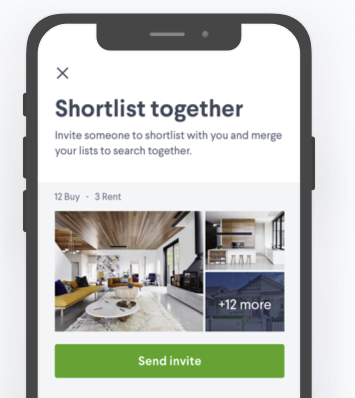 Shortlist together
Invite someone to shortlist with you and merge
your lists to search together.
12 Buy · 3 Rent
+12 more
Send invite